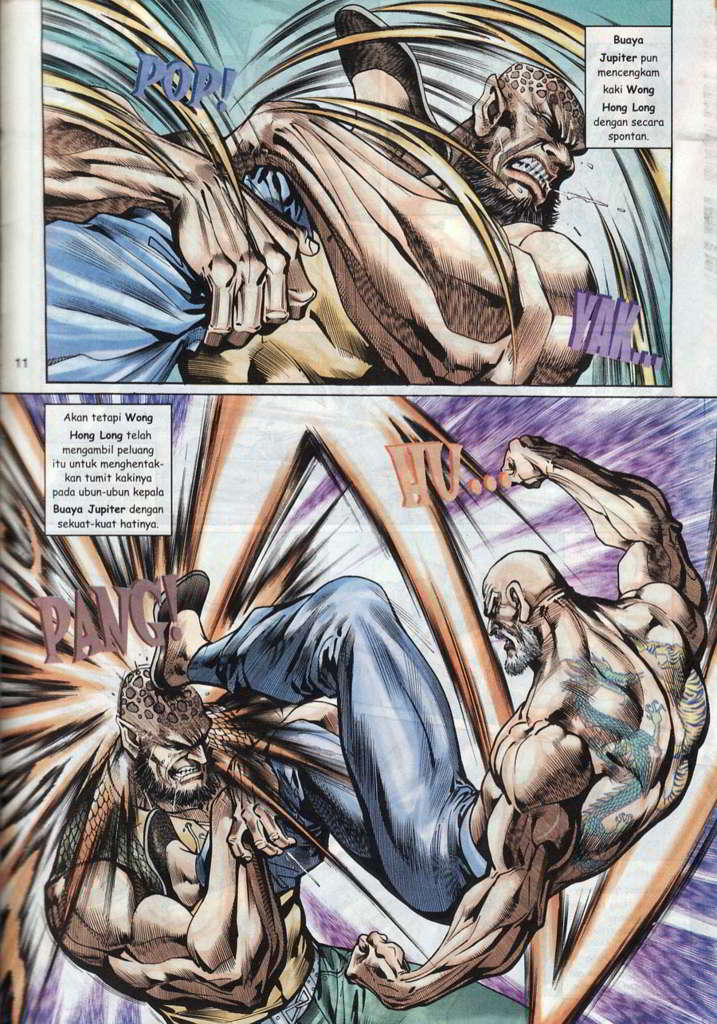 Buaya
Jupiter pun
mencengkam
kaki Wong
Hong Long
dengan secara
spontan.
POP!
YAK...
11
Akan tetapi Wong
Hong Long telah
mengambil peluang
itu untuk menghentak-
kan tumit kakinya
pada ubun-ubun kepala
Buaya Jupiter dengan
sekuat-kuat hatinya.
HU...
PANG!